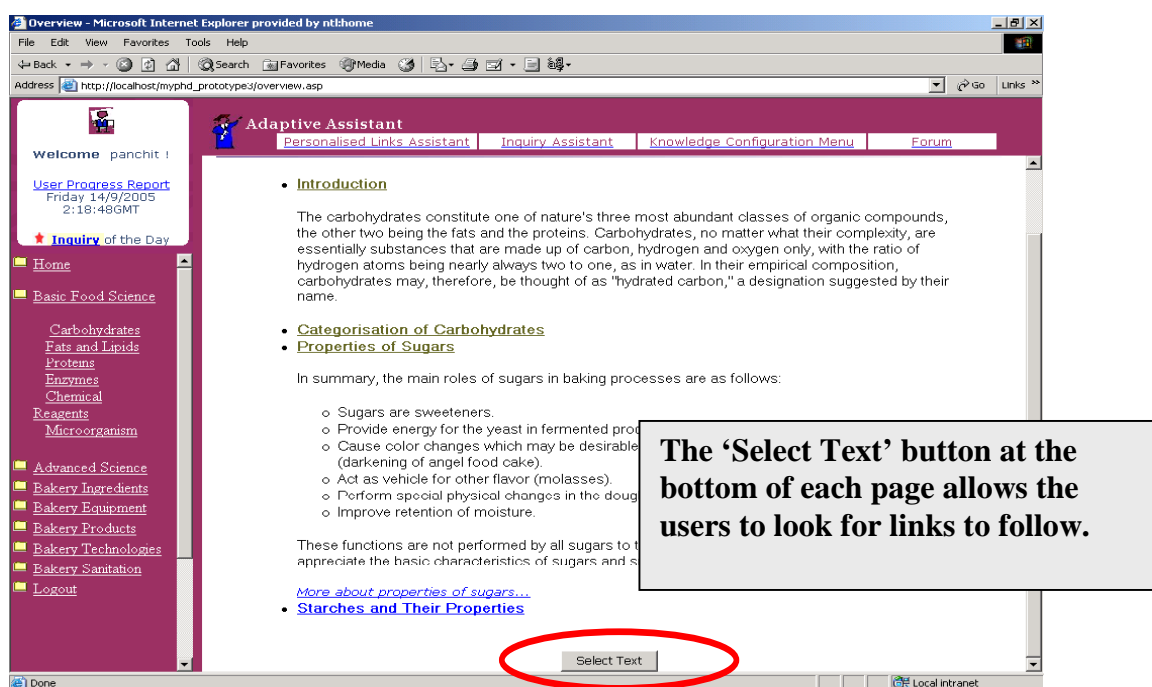 Overview - Microsoft Internet Explorer provided by ntl:home
File Edit View Favorites Tools Help
Back Search Favorites Media
Address http://localhost/myphd_prototype3/overview.asp Go Links »
Welcome panchit !
User Progress Report
Friday 14/9/2005
2:18:48GMT
Inquiry of the Day
Home
Basic Food Science
Carbohydrates
Fats and Lipids
Proteins
Enzymes
Chemical
Reagents
Microorganism
Advanced Science
Bakery Ingredients
Bakery Equipment
Bakery Products
Bakery Technologies
Bakery Sanitation
Logout
Adaptive Assistant
Personalised Links Assistant Inquiry Assistant Knowledge Configuration Menu Forum
• Introduction
The carbohydrates constitute one of nature's three most abundant classes of organic compounds,
the other two being the fats and the proteins. Carbohydrates, no matter what their complexity, are
essentially substances that are made up of carbon, hydrogen and oxygen only, with the ratio of
hydrogen atoms being nearly always two to one, as in water. In their empirical composition,
carbohydrates may, therefore, be thought of as "hydrated carbon," a designation suggested by their
name.
• Categorisation of Carbohydrates
• Properties of Sugars
In summary, the main roles of sugars in baking processes are as follows:
o Sugars are sweeteners.
o Provide energy for the yeast in fermented
o Cause color changes which may be desirable
(darkening of angel food cake).
o Act as vehicle for other flavor (molasses).
o Perform special physical changes in the
o Improve retention of moisture.
These functions are not performed by all sugars to
appreciate the basic characteristics of sugars and
More about properties of sugars...
• Starches and Their Properties
Select Text
The ‘Select Text’ button at the
bottom of each page allows the
users to look for links to follow.
Done Local intranet